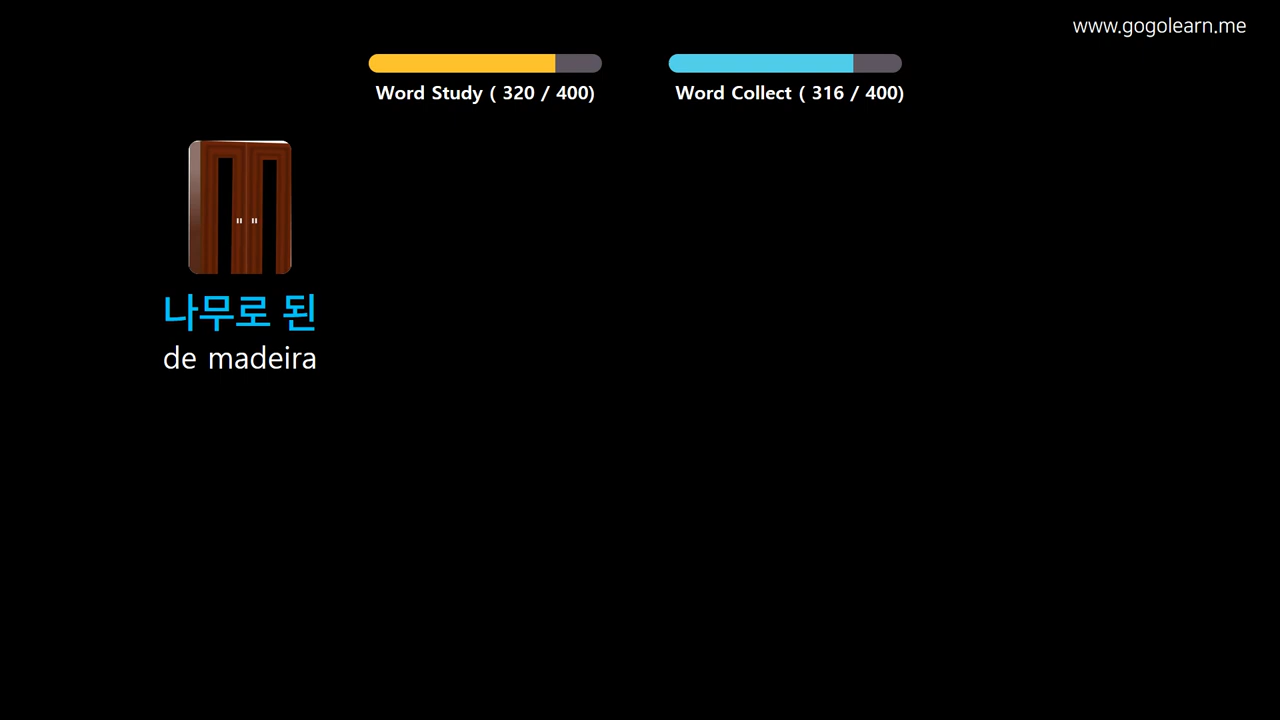 www.gogolearn.me
Word Study ( 320 / 400)
Word Collect ( 316 / 400)
나무로 된
de madeira